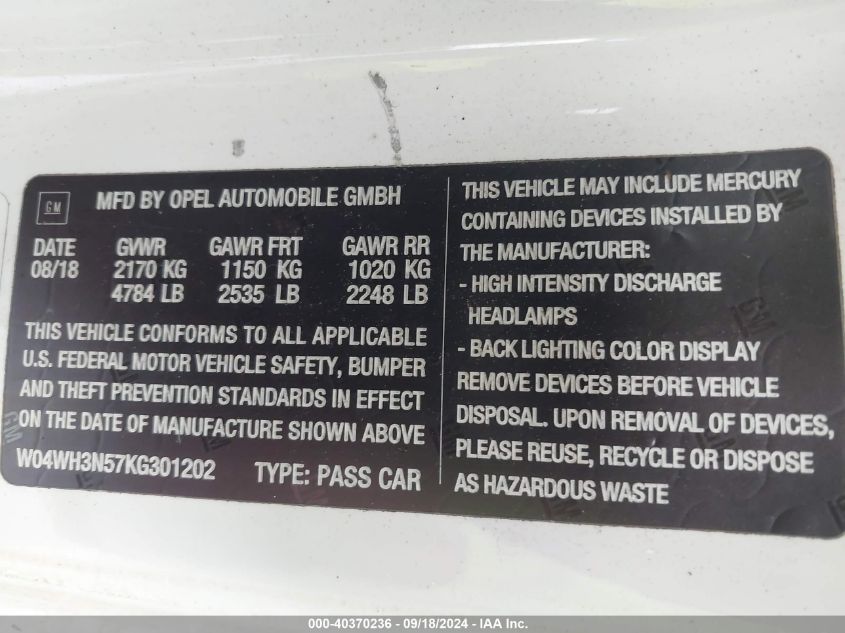 GM
MFD BY OPEL AUTOMOBILE GMBH
DATE GVWR GAWR FRT GAWR RR
08/18 2170 KG 1150 KG 1020 KG
4784 LB 2535 LB 2248 LB
THIS VEHICLE CONFORMS TO ALL APPLICABLE
U.S. FEDERAL MOTOR VEHICLE SAFETY, BUMPER
AND THEFT PREVENTION STANDARDS IN EFFECT
ON THE DATE OF MANUFACTURE SHOWN ABOVE
W04WH3N57KG301202 TYPE: PASS CAR
THIS VEHICLE MAY INCLUDE MERCURY
CONTAINING DEVICES INSTALLED BY
THE MANUFACTURER:
- HIGH INTENSITY DISCHARGE
HEADLAMPS
- BACK LIGHTING COLOR DISPLAY
REMOVE DEVICES BEFORE VEHICLE
DISPOSAL. UPON REMOVAL OF DEVICES,
PLEASE REUSE, RECYCLE OR DISPOSE
AS HAZARDOUS WASTE
000-40370236 - 09/18/2024 - IAA Inc.